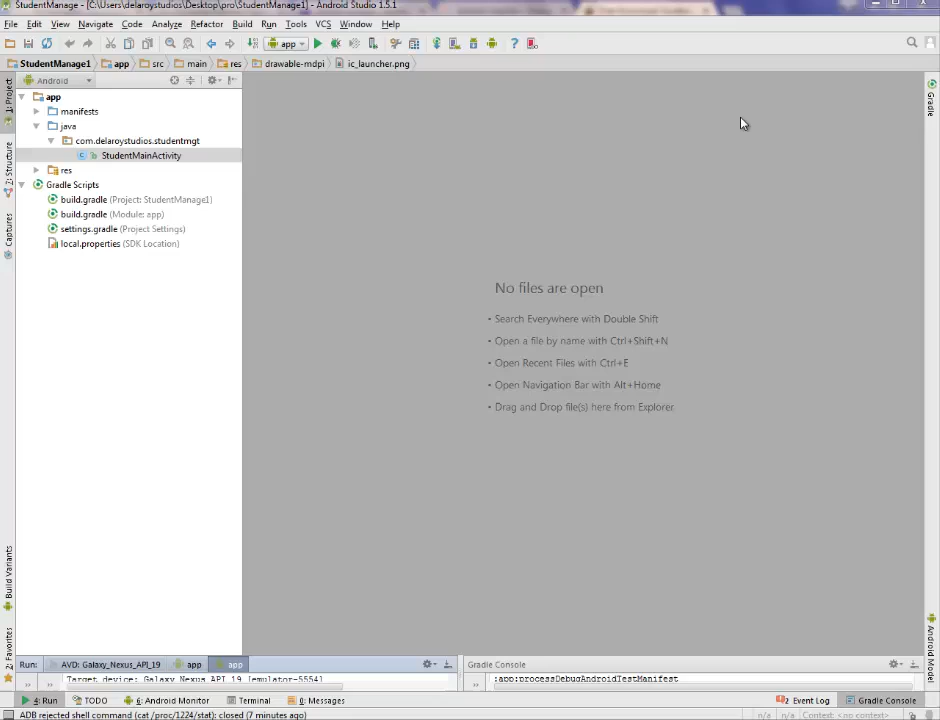 StudentManage - [C:\Users\delaroystudios\Desktop\pro\StudentManage1] - Android Studio 1.5.1
File Edit View Navigate Code Analyze Refactor Build Run Tools VCS Window Help
app
StudentManage1 app src main res drawable-mdpi ic_launcher.png
1: Project
Android
Gradle
app
manifests
java
com.delaroystudios.studentmgt
StudentMainActivity
res
Gradle Scripts
build.gradle (Project: StudentManage1)
build.gradle (Module: app)
settings.gradle (Project Settings)
local.properties (SDK Location)
Z: Structure
Captures
No files are open
• Search Everywhere with Double Shift
• Open a file by name with Ctrl+Shift+N
• Open Recent Files with Ctrl+E
• Open Navigation Bar with Alt+Home
• Drag and Drop file(s) here from Explorer
Build Variants
2: Favorites
Android Model
Run: AVD: Galaxy_Nexus_API_19 app app
Gradle Console
Target device: Galaxy_Nexus_API_19 [emulator-5554]
:app:processDebugAndroidTestManifest
4: Run TODO 6: Android Monitor Terminal 0: Messages
2 Event Log Gradle Console
ADB rejected shell command (cat /proc/1224/stat): closed (7 minutes ago)
n/a n/a Context: <no context>